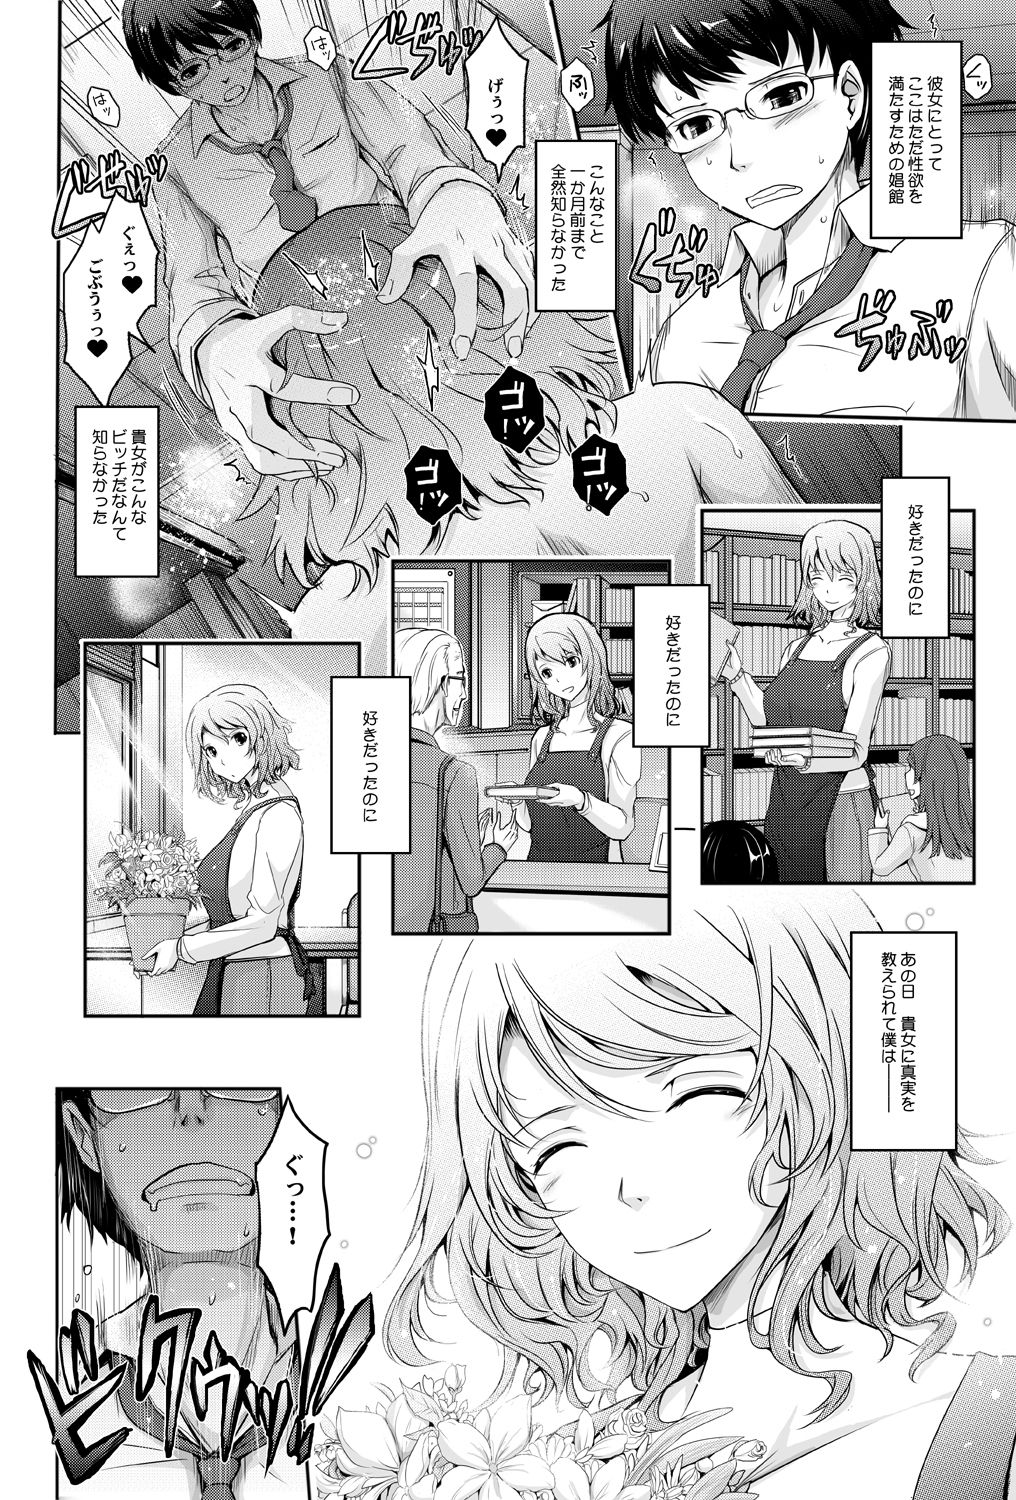 彼女にとって
ここはただ性欲を
満たすための娼館
くッ
ふッ
ぐちゅッ
ぢゅぶッ
こんなこと
一か月前まで
全然知らなかった
げぅっ♥
はッ
はッ
ぐちゅッ
ぐぇっ♥
ごぶぅぅっ♥
ゴッ!
ゴッ!
貴女がこんな
ビッチだなんて
知らなかった
好きだったのに
好きだったのに
好きだったのに
あの日 貴女に真実を
教えられて僕は――
ぐっ…!
ビクゥゥッ!!